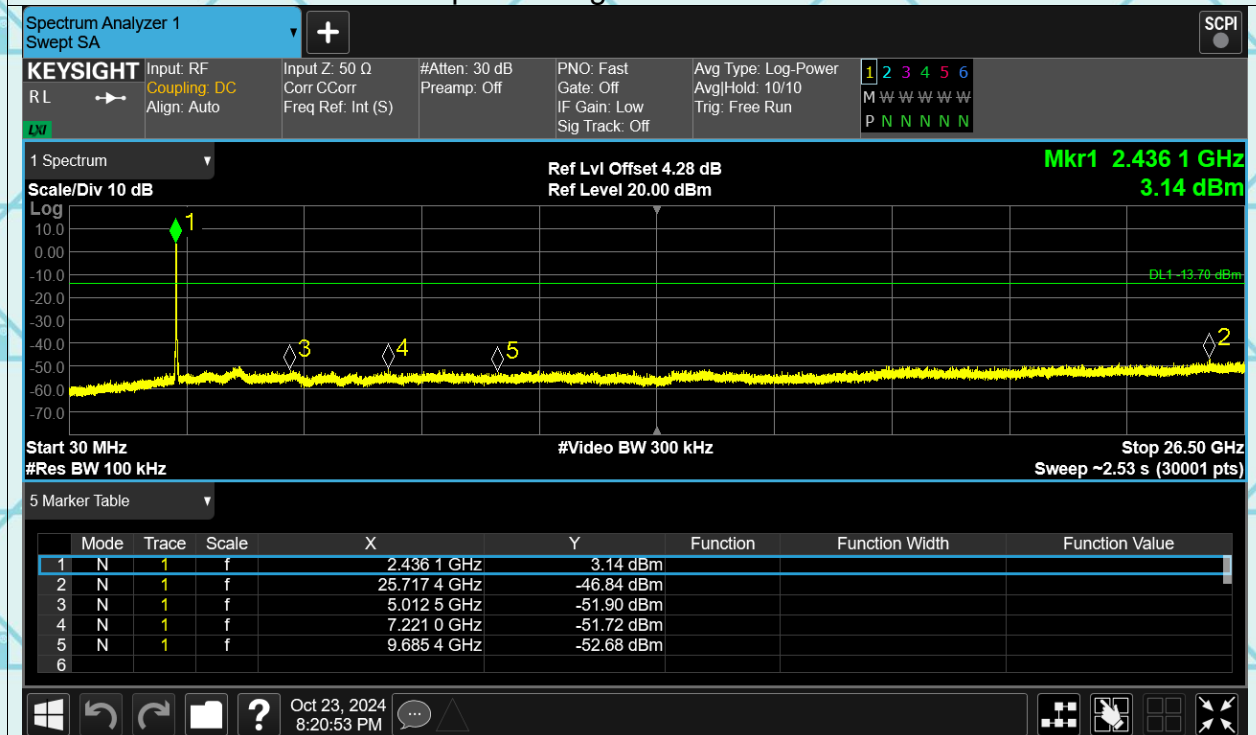 Spectrum Analyzer 1
Swept SA
+
SCPI
KEYSIGHT
RL
LXI
Input: RF
Coupling: DC
Align: Auto
Input Z: 50 Ω
Corr CCorr
Freq Ref: Int (S)
#Atten: 30 dB
Preamp: Off
PNO: Fast
Gate: Off
IF Gain: Low
Sig Track: Off
Avg Type: Log-Power
Avg|Hold: 10/10
Trig: Free Run
1 2 3 4 5 6
M W W W W W
P N N N N N
1 Spectrum
Scale/Div 10 dB
Ref Lvl Offset 4.28 dB
Ref Level 20.00 dBm
Mkr1 2.436 1 GHz
3.14 dBm
Log
10.0
0.00
-10.0
-20.0
-30.0
-40.0
-50.0
-60.0
-70.0
1
DL1 -13.70 dBm
3
4
5
2
Start 30 MHz
#Video BW 300 kHz
Stop 26.50 GHz
#Res BW 100 kHz
Sweep ~2.53 s (30001 pts)
5 Marker Table
Mode Trace Scale X Y Function Function Width Function Value
1 N 1 f 2.436 1 GHz 3.14 dBm
2 N 1 f 25.717 4 GHz -46.84 dBm
3 N 1 f 5.012 5 GHz -51.90 dBm
4 N 1 f 7.221 0 GHz -51.72 dBm
5 N 1 f 9.685 4 GHz -52.68 dBm
6
?
Oct 23, 2024
8:20:53 PM